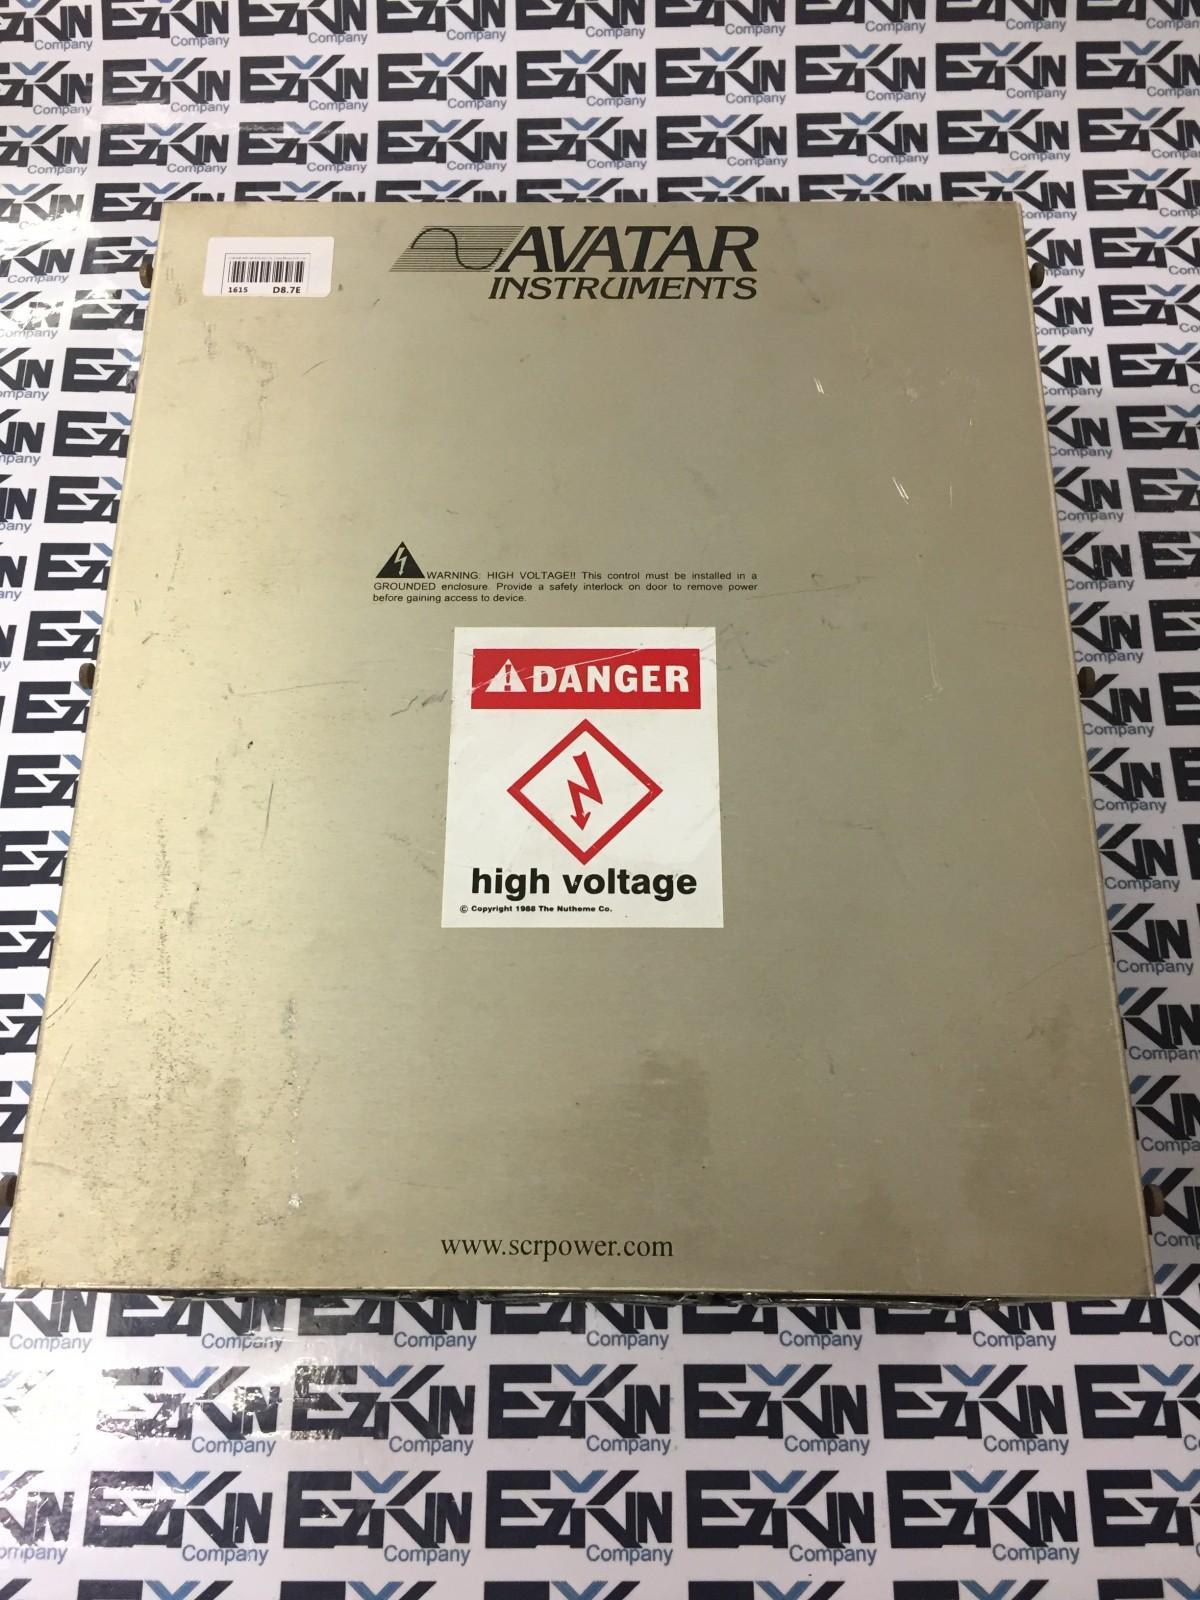 AVATAR
INSTRUMENTS
1615 D8.7E
WARNING: HIGH VOLTAGE!! This control must be installed in a
GROUNDED enclosure. Provide a safety interlock on door to remove power
before gaining access to device.
DANGER
high voltage
© Copyright 1988 The Nutheme Co.
www.scrpower.com
EZKIN
Company